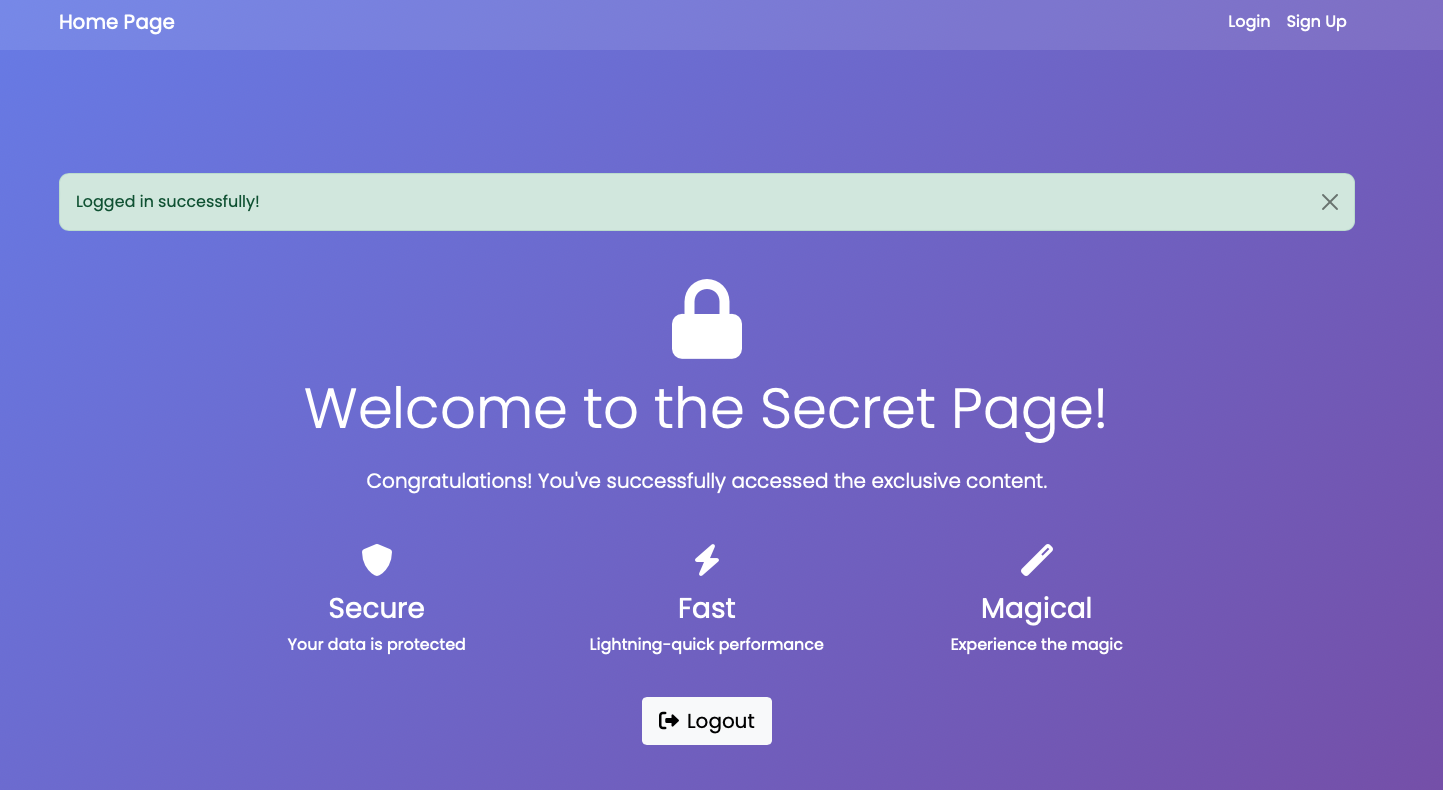 Home Page
Login
Sign Up
Logged in successfully!
Welcome to the Secret Page!
Congratulations! You've successfully accessed the exclusive content.
Secure
Your data is protected
Fast
Lightning-quick performance
Magical
Experience the magic
Logout